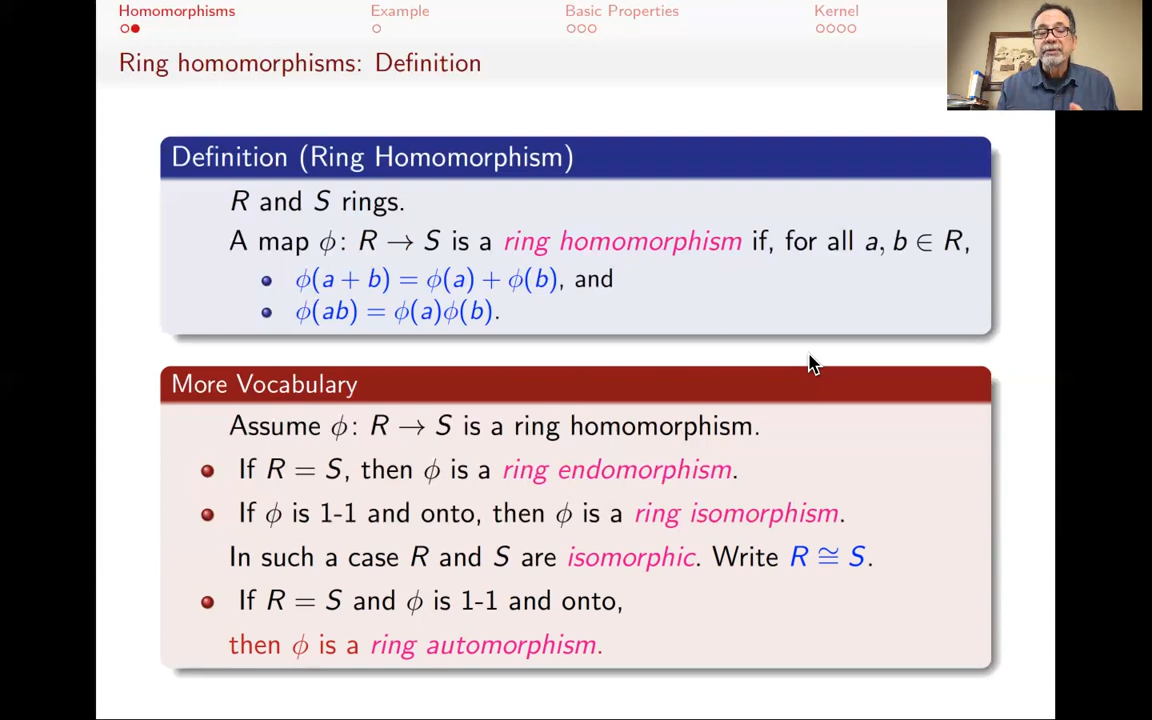 Homomorphisms Example Basic Properties Kernel
Ring homomorphisms: Definition
Definition (Ring Homomorphism)
R and S rings.
A map ϕ: R → S is a ring homomorphism if, for all a, b ∈ R,
ϕ(a + b) = ϕ(a) + ϕ(b), and
ϕ(ab) = ϕ(a)ϕ(b).
More Vocabulary
Assume ϕ: R → S is a ring homomorphism.
If R = S, then ϕ is a ring endomorphism.
If ϕ is 1-1 and onto, then ϕ is a ring isomorphism.
In such a case R and S are isomorphic. Write R ≅ S.
If R = S and ϕ is 1-1 and onto,
then ϕ is a ring automorphism.